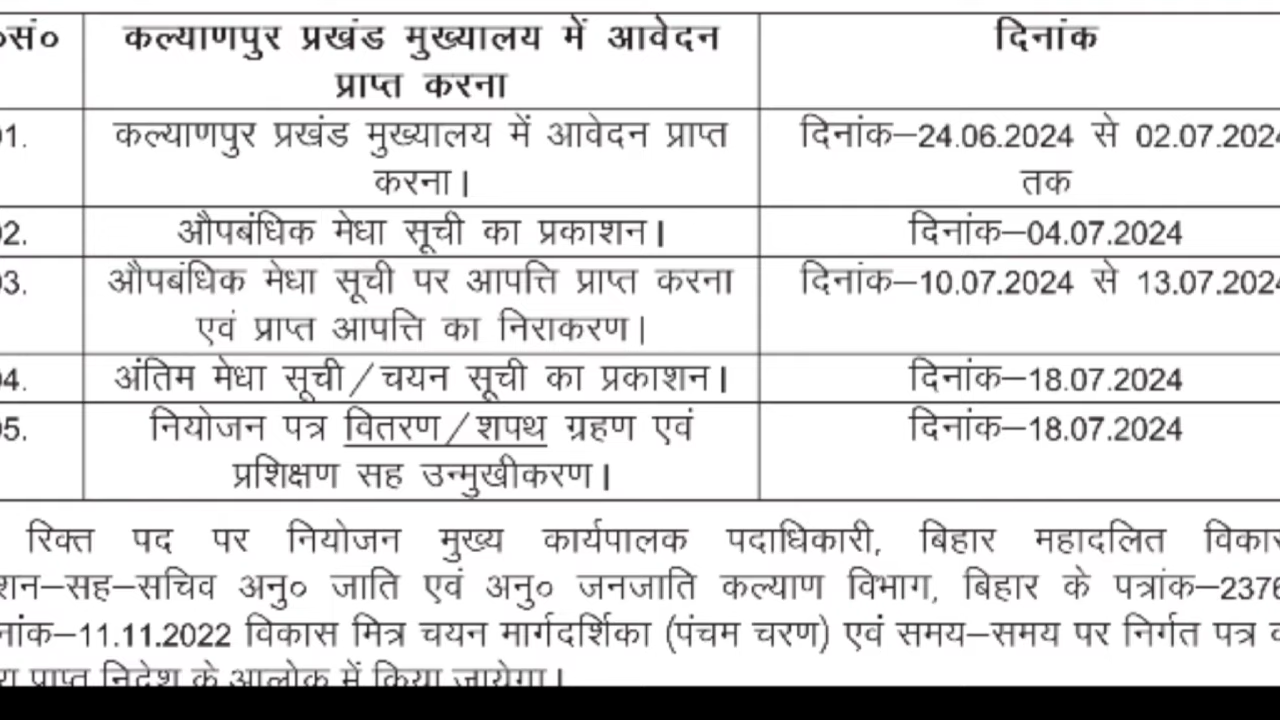 ०सं० कल्याणपुर प्रखंड मुख्यालय में आवेदन दिनांक
प्राप्त करना
01. कल्याणपुर प्रखंड मुख्यालय में आवेदन प्राप्त दिनांक–24.06.2024 से 02.07.2024
करना। तक
02. औपबंधिक मेधा सूची का प्रकाशन। दिनांक–04.07.2024
03. औपबंधिक मेधा सूची पर आपत्ति प्राप्त करना दिनांक–10.07.2024 से 13.07.2024
एवं प्राप्त आपत्ति का निराकरण।
04. अंतिम मेधा सूची/चयन सूची का प्रकाशन। दिनांक–18.07.2024
05. नियोजन पत्र वितरण/शपथ ग्रहण एवं दिनांक–18.07.2024
प्रशिक्षण सह उन्मुखीकरण।
रिक्त पद पर नियोजन मुख्य कार्यपालक पदाधिकारी, बिहार महादलित विकास
शन–सह–सचिव अनु० जाति एवं अनु० जनजाति कल्याण विभाग, बिहार के पत्रांक–2376
नांक–11.11.2022 विकास मित्र चयन मार्गदर्शिका (पंचम चरण) एवं समय–समय पर निर्गत पत्र
प्राप्त निदेश के आलोक में किया जायेगा।